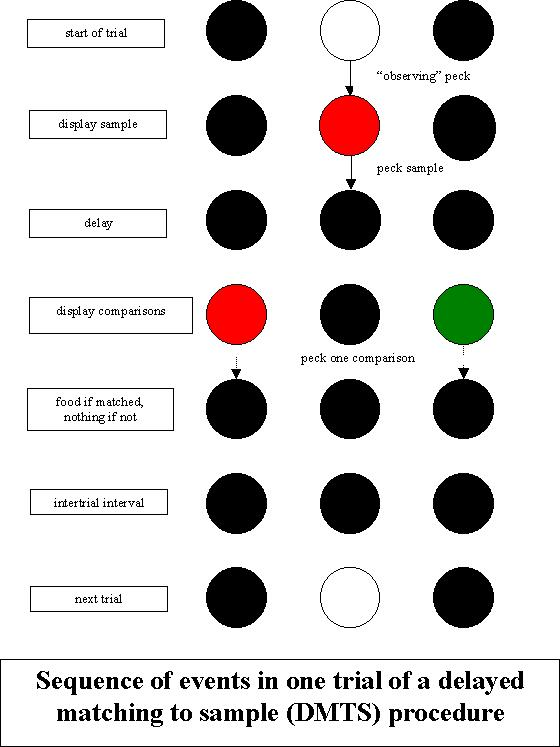 start of trial
“observing” peck
display sample
peck sample
delay
display comparisons
peck one comparison
food if matched,
nothing if not
intertrial interval
next trial
Sequence of events in one trial of a delayed
matching to sample (DMTS) procedure